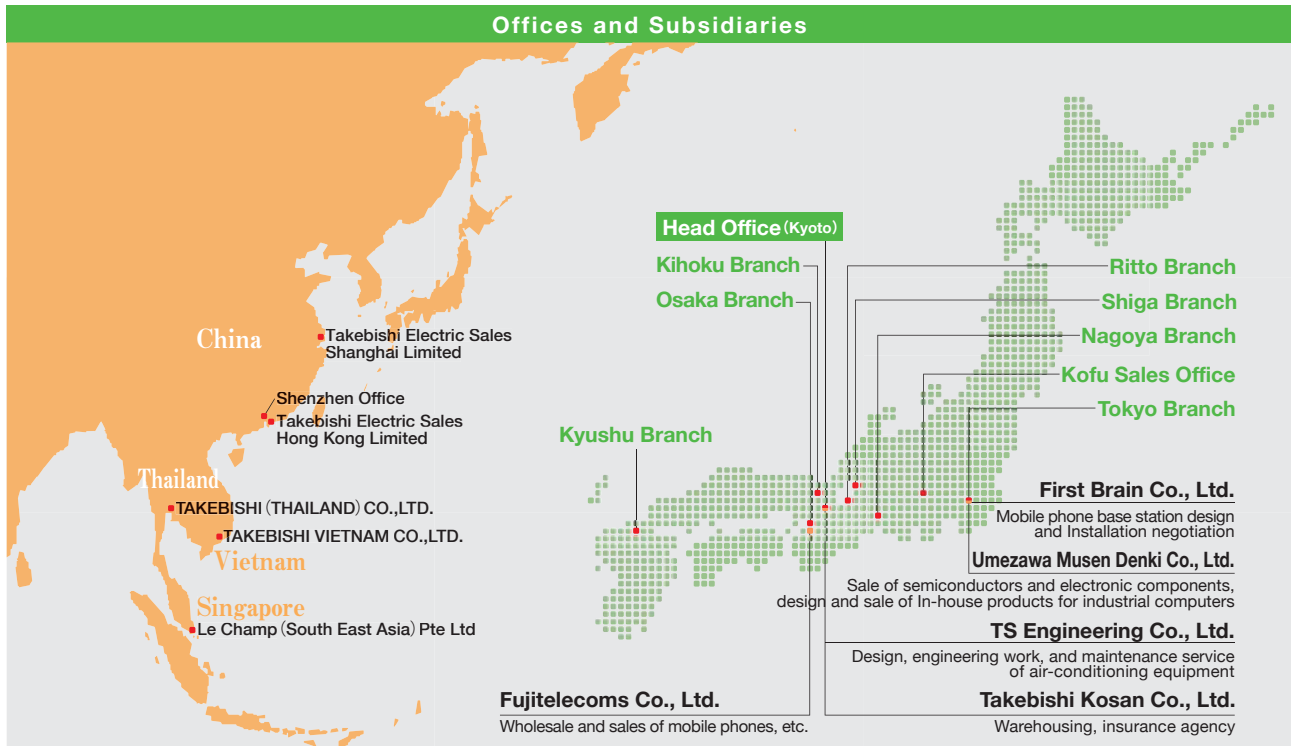 Offices and Subsidiaries
China
Takebishi Electric Sales
Shanghai Limited
Shenzhen Office
Takebishi Electric Sales
Hong Kong Limited
Thailand
TAKEBISHI (THAILAND) CO.,LTD.
TAKEBISHI VIETNAM CO.,LTD.
Vietnam
Singapore
Le Champ (South East Asia) Pte Ltd
Head Office (Kyoto)
Kihoku Branch
Osaka Branch
Kyushu Branch
Ritto Branch
Shiga Branch
Nagoya Branch
Kofu Sales Office
Tokyo Branch
First Brain Co., Ltd.
Mobile phone base station design
and Installation negotiation
Umezawa Musen Denki Co., Ltd.
Sale of semiconductors and electronic components,
design and sale of In-house products for industrial computers
TS Engineering Co., Ltd.
Design, engineering work, and maintenance service
of air-conditioning equipment
Fujitelecoms Co., Ltd.
Wholesale and sales of mobile phones, etc.
Takebishi Kosan Co., Ltd.
Warehousing, insurance agency